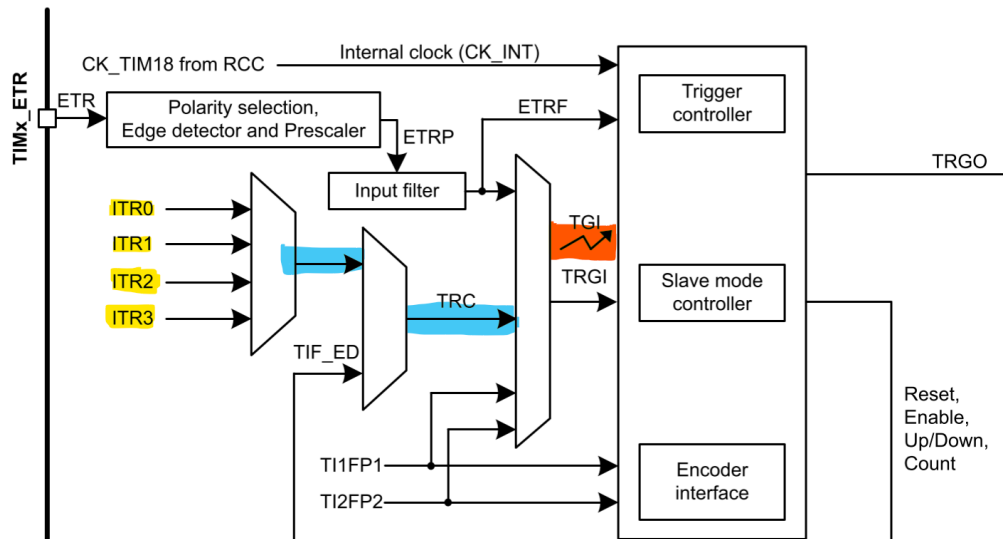 TIMx_ETR
Internal clock (CK_INT)
CK_TIM18 from RCC
ETR
Polarity selection,
Edge detector and Prescaler
ETRP
ETRF
Trigger
controller
TRGO
Input filter
ITR0
ITR1
ITR2
ITR3
TGI
TRGI
TRC
Slave mode
controller
TIF_ED
Reset,
Enable,
Up/Down,
Count
TI1FP1
TI2FP2
Encoder
interface